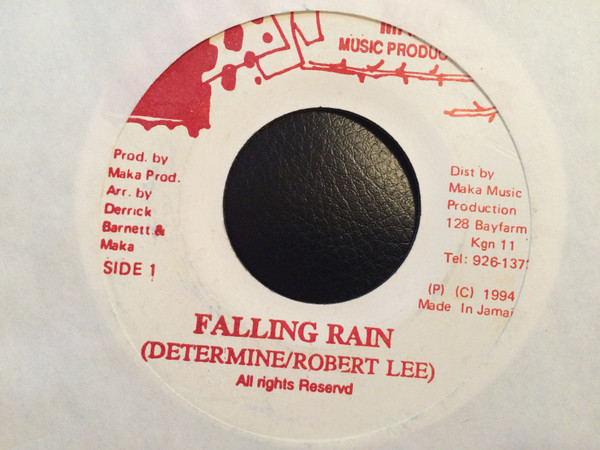 MUSIC PRODUC
Prod. by
Maka Prod.
Arr. by
Derrick
Barnett &
Maka
SIDE 1
Dist by
Maka Music
Production
128 Bayfarm
Kgn 11
Tel: 926-137
(P) (C) 1994
Made In Jamai
FALLING RAIN
(DETERMINE/ROBERT LEE)
All rights Reservd